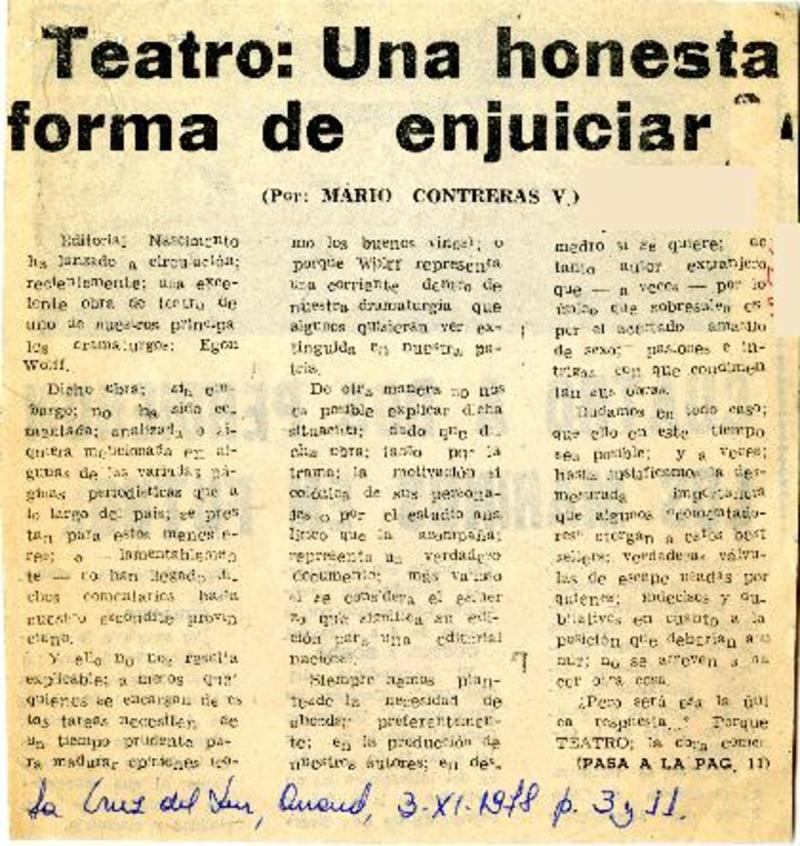 Teatro: Una honesta
forma de enjuiciar
(Por: MARIO CONTRERAS V.)
Editorial Nascimento
ha lanzado a circulación;
recientemente; una exce-
lente obra de teatro de
uno de nuestros principa
les dramaturgos: Egon
Wolff.
Dicha obra; sin em-
bargo; no ha sido co-
mentada; analizada o si-
quiera mencionada en al-
gunas de las variadas pá-
ginas periodísticas que a
lo largo del país; se pres
tan para estos meneste-
res; o — lamentablemen
te — no han llegado di-
chos comentarios hasta
nuestro escondite provin
ciano.
Y ello no nos resulta
explicable; a menos que
quienes se encargan de es
tas tareas necesiten de
un tiempo prudente pa-
ra madurar opiniones (co-
mo los buenos vinos); o
porque Wolff representa
una corriente dentro de
nuestra dramaturgia que
algunos quisieran ver ex-
tinguida en nuestra pa-
tria.
De otra manera no nos
es posible explicar dicha
situación; dado que di-
cha obra; tanto por la
trama; la motivación si
cológica de sus persona-
jes o por el estudio ana
lítico que la acompaña;
representa un verdadero
documento; más valioso
si se considera el esfuer
zo que significa su edi-
ción para una editorial
nacional.
Siempre hemos plan-
teado la necesidad de
abordar; preferentemen-
te; en la producción de
nuestros autores; en des-
medro si se quiere; de
tanto autor extranjero
que — a veces — por lo
único que sobresalen es
por el acertado amasijo
de sexo; pasiones e in-
trigas con que condimen
tan sus obras.
Dudamos en todo caso;
que ello en este tiempo
sea posible; y a veces;
hasta justificamos la des-
mesurada importancia
que algunos "comentado-
res" otorgan a estos best
sellers; verdaderas válvu-
las de escape usadas por
quienes; indecisos y du-
bitativos en cuanto a la
posición que deberían asu
mir; no se atreven a ha
cer otra cosa.
¿Pero será esa la úni
ca respuesta...? Porque
TEATRO; la obra comen
(PASA A LA PAG. 11)
La Cruz del Sur, Ancud, 3-XI-1978 p. 3 y 11.